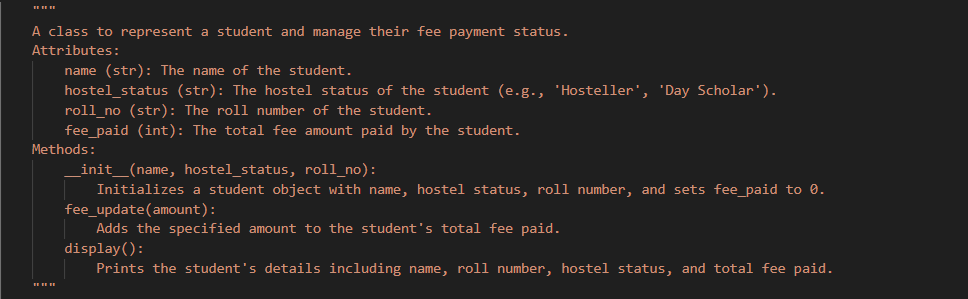 """
A class to represent a student and manage their fee payment status.
Attributes:
name (str): The name of the student.
hostel_status (str): The hostel status of the student (e.g., 'Hosteller', 'Day Scholar').
roll_no (str): The roll number of the student.
fee_paid (int): The total fee amount paid by the student.
Methods:
__init__(name, hostel_status, roll_no):
Initializes a student object with name, hostel status, roll number, and sets fee_paid to 0.
fee_update(amount):
Adds the specified amount to the student's total fee paid.
display():
Prints the student's details including name, roll number, hostel status, and total fee paid.
"""